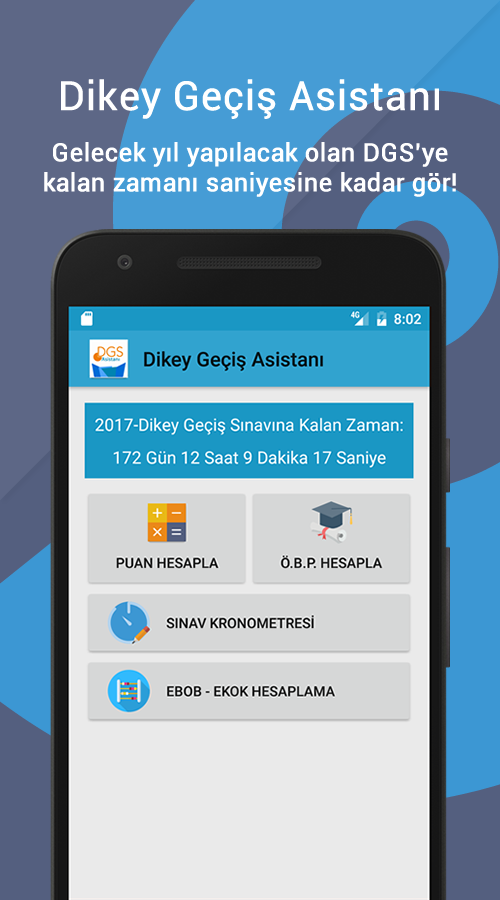 Dikey Geçiş Asistanı
Gelecek yıl yapılacak olan DGS'ye
kalan zamanı saniyesine kadar gör!
4G 8:02
DGS
Asistanı
Dikey Geçiş Asistanı
2017-Dikey Geçiş Sınavına Kalan Zaman:
172 Gün 12 Saat 9 Dakika 17 Saniye
PUAN HESAPLA
Ö.B.P. HESAPLA
SINAV KRONOMETRESİ
EBOB - EKOK HESAPLAMA